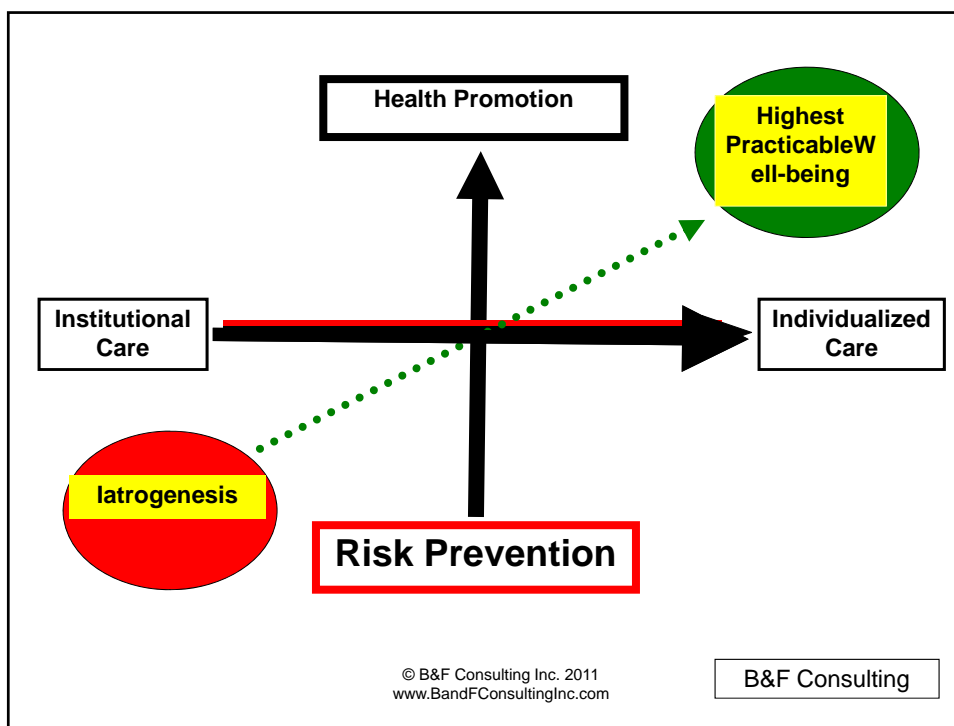 Health Promotion
Highest
PracticableW
ell-being
Institutional
Care
Individualized
Care
Iatrogenesis
Risk Prevention
© B&F Consulting Inc. 2011
www.BandFConsultingInc.com
B&F Consulting